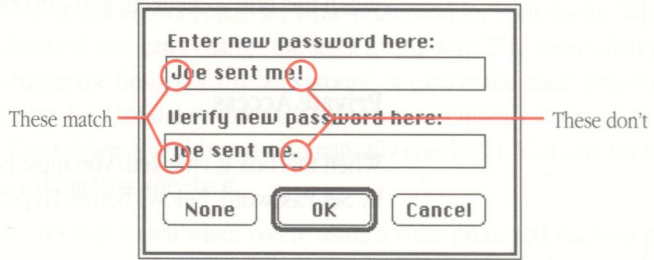 Enter new password here:
Joe sent me!
These match
Verify new password here:
These don't
joe sent me.
None
OK
Cancel